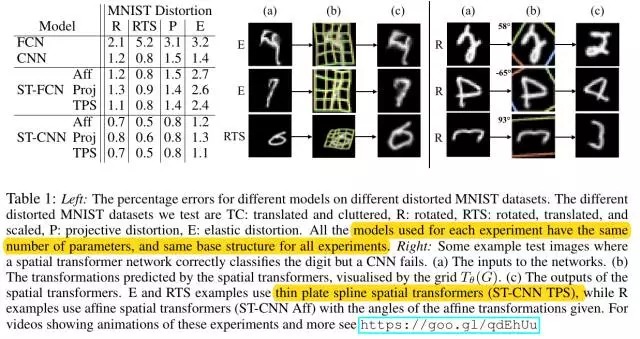 MNIST Distortion
Model R RTS P E
FCN 2.1 5.2 3.1 3.2
CNN 1.2 0.8 1.5 1.4
Aff 1.2 0.8 1.5 2.7
ST-FCN Proj 1.3 0.9 1.4 2.6
TPS 1.1 0.8 1.4 2.4
Aff 0.7 0.5 0.8 1.2
ST-CNN Proj 0.8 0.6 0.8 1.3
TPS 0.7 0.5 0.8 1.1
(a) (b) (c)
E
E
RTS
(a) (b) (c)
R 58°
R -65°
R 93°
Table 1: Left: The percentage errors for different models on different distorted MNIST datasets. The different
distorted MNIST datasets we test are TC: translated and cluttered, R: rotated, RTS: rotated, translated, and
scaled, P: projective distortion, E: elastic distortion. All the models used for each experiment have the same
number of parameters, and same base structure for all experiments. Right: Some example test images where
a spatial transformer network correctly classifies the digit but a CNN fails. (a) The inputs to the networks. (b)
The transformations predicted by the spatial transformers, visualised by the grid Tθ(G). (c) The outputs of the
spatial transformers. E and RTS examples use thin plate spline spatial transformers (ST-CNN TPS), while R
examples use affine spatial transformers (ST-CNN Aff) with the angles of the affine transformations given. For
videos showing animations of these experiments and more see https://goo.gl/qdEhUu